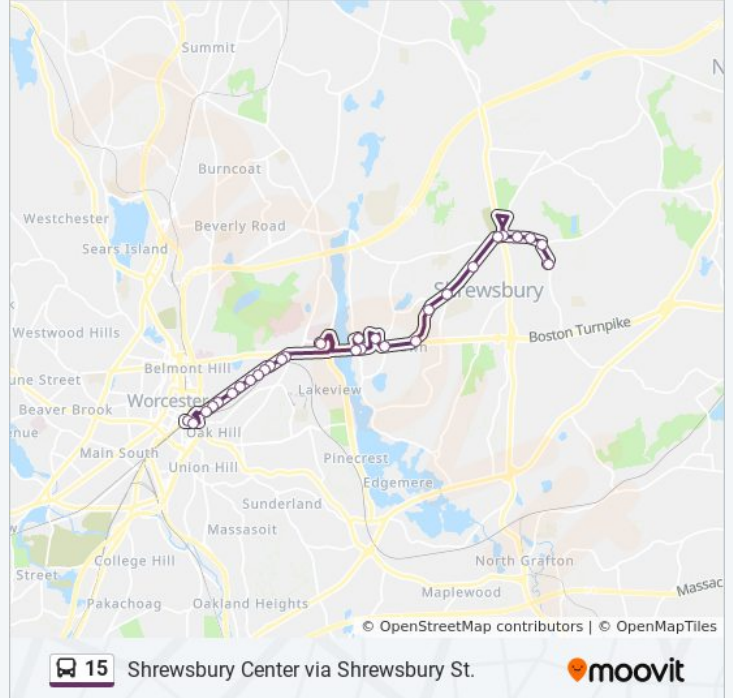 Summit
N
Burncoat
Westchester
Beverly Road
Sears Island
Shrewsbury
Westwood Hills
Boston Turnpike
Belmont Hill
une Street
Lakeview
Worcester
Beaver Brook
enue
Oak Hill
Main South
Pinecrest
Union Hill
Edgemere
Sunderland
Massasoit
College Hill
North Grafton
Street
Massac
Maplewood
Pakachoag
Oakland Heights
© OpenStreetMap contributors | © OpenMapTiles
15 Shrewsbury Center via Shrewsbury St.
moovit